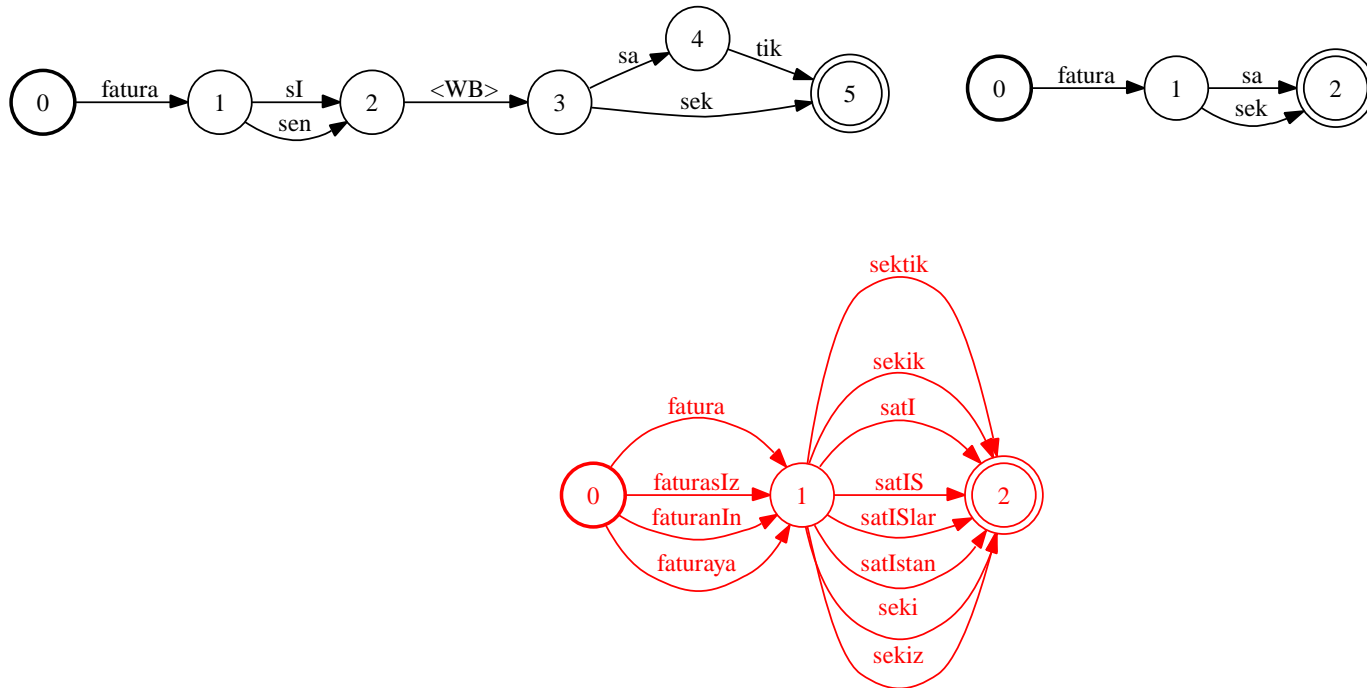 4
sa
tik
0
fatura
1
sI
sen
2
<WB>
3
sek
5
0
fatura
1
sa
sek
2
sektik
sekik
fatura
satI
0
faturasIz
1
satIS
2
faturanIn
satISlar
faturaya
satIstan
seki
sekiz